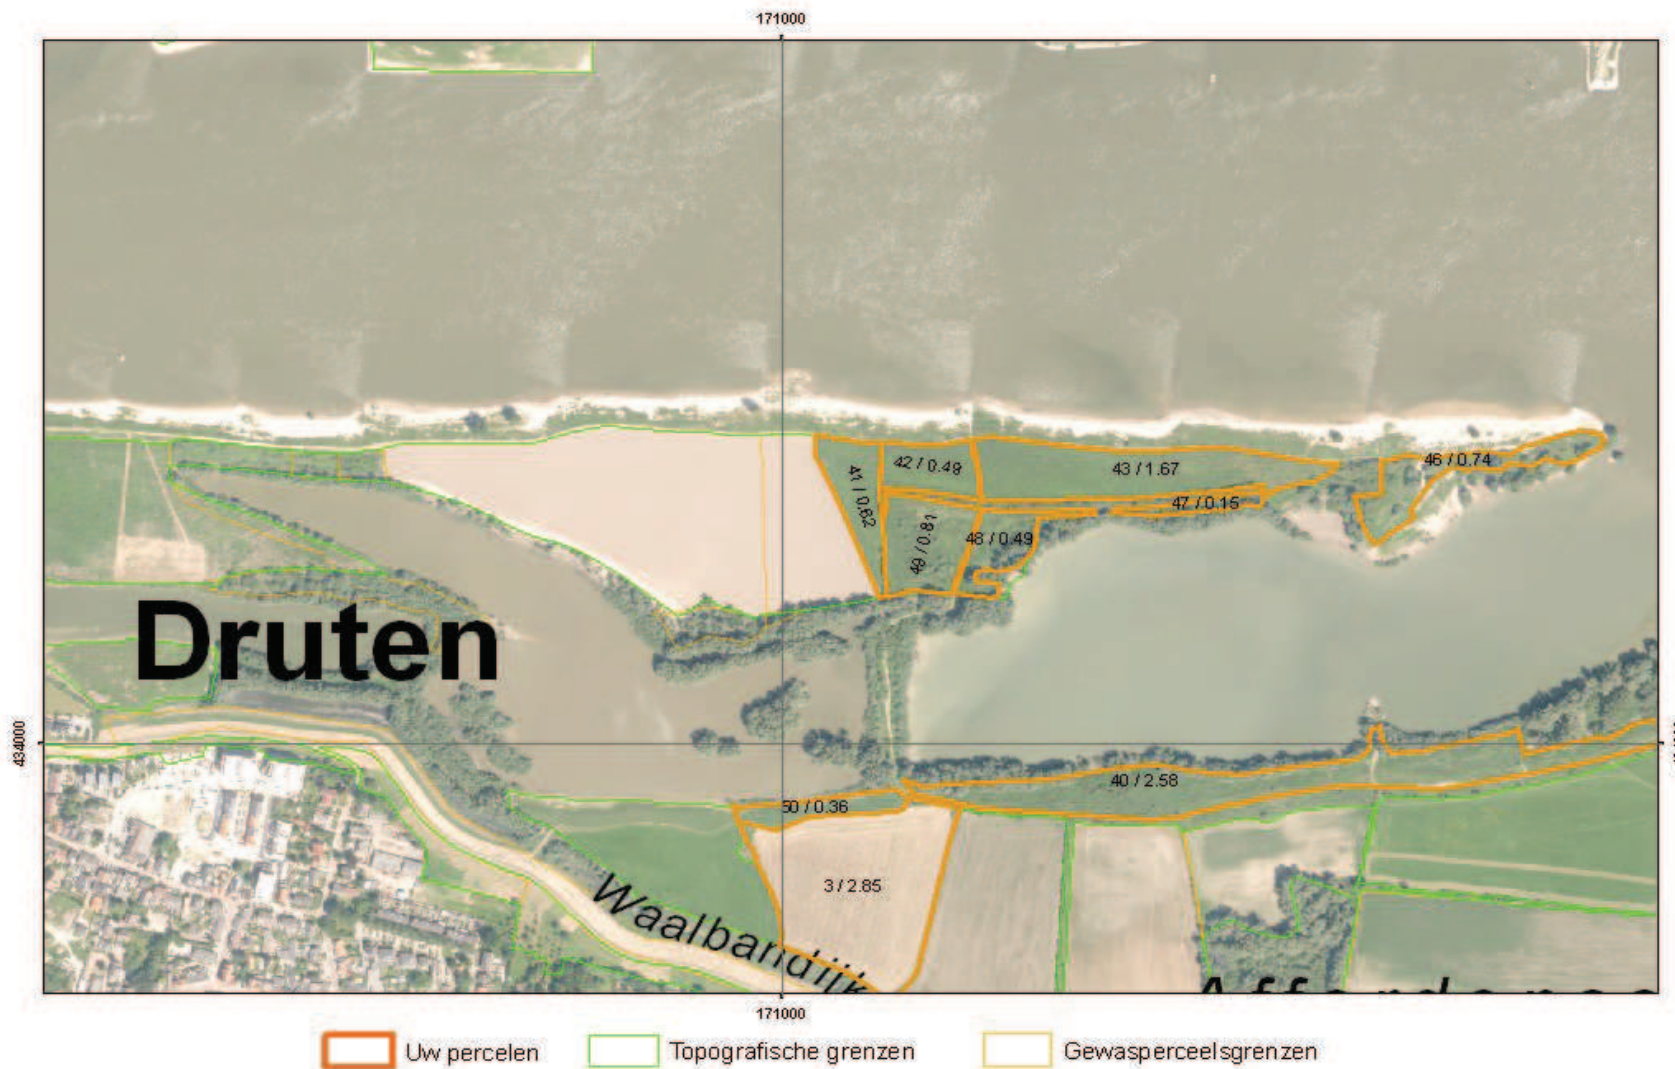 171000
42 / 0.49
43 / 1.67
46 / 0.74
41 / 0.62
47 / 0.15
49 / 0.81
48 / 0.49
Druten
434000
40 / 2.58
50 / 0.36
3 / 2.85
Waalbandijk
171000
Uw percelen
Topografische grenzen
Gewasperceelsgrenzen